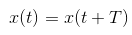 x(t) = x(t + T)